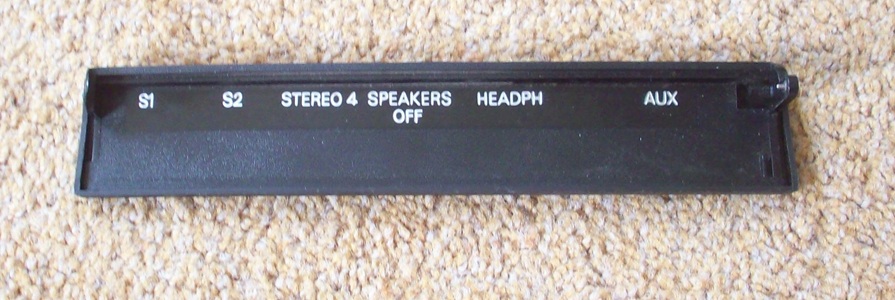 S1 S2 STEREO 4 SPEAKERS HEADPH AUX
OFF